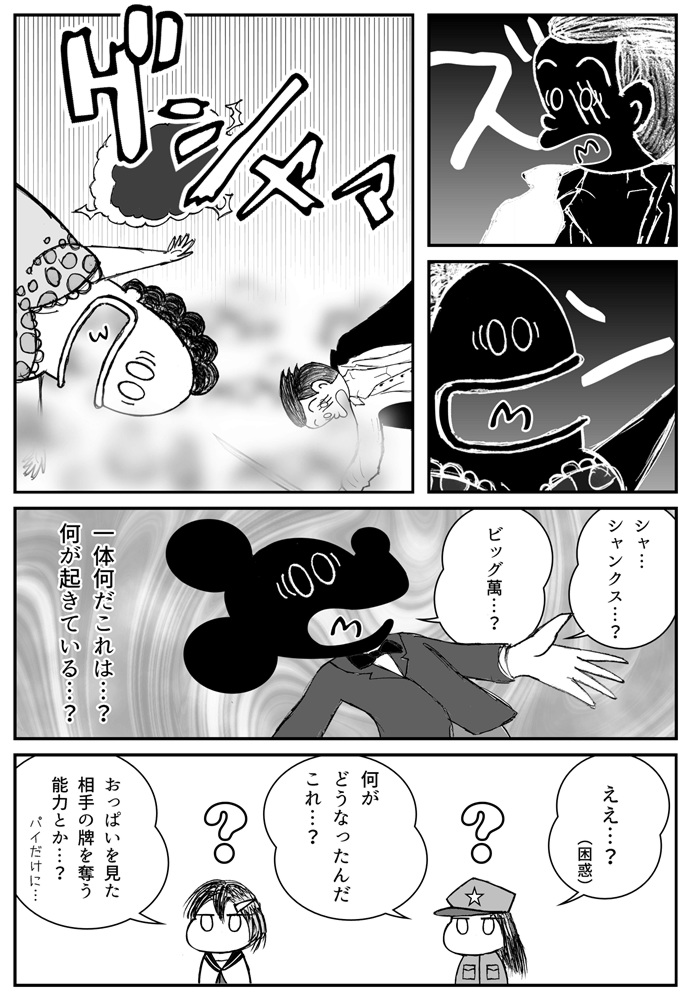 ズ
ン
ゲシャァ
シャ…
シャンクス…？
ビッグ萬…？
一体何だこれは…？
何が起きている…？
ええ…？
（困惑）
？
何が
どうなったんだ
これ…？
？
おっぱいを見た
相手の牌を奪う
能力とか…？
パイだけに…